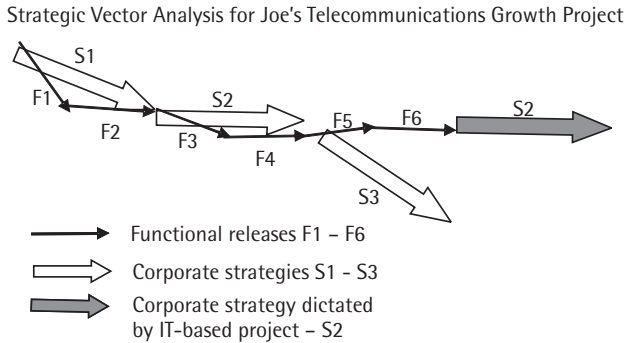 Strategic Vector Analysis for Joe's Telecommunications Growth Project
S1
F1
F2
S2
F3
F4
F5
F6
S2
S3
Functional releases F1 – F6
Corporate strategies S1 - S3
Corporate strategy dictated
by IT-based project – S2